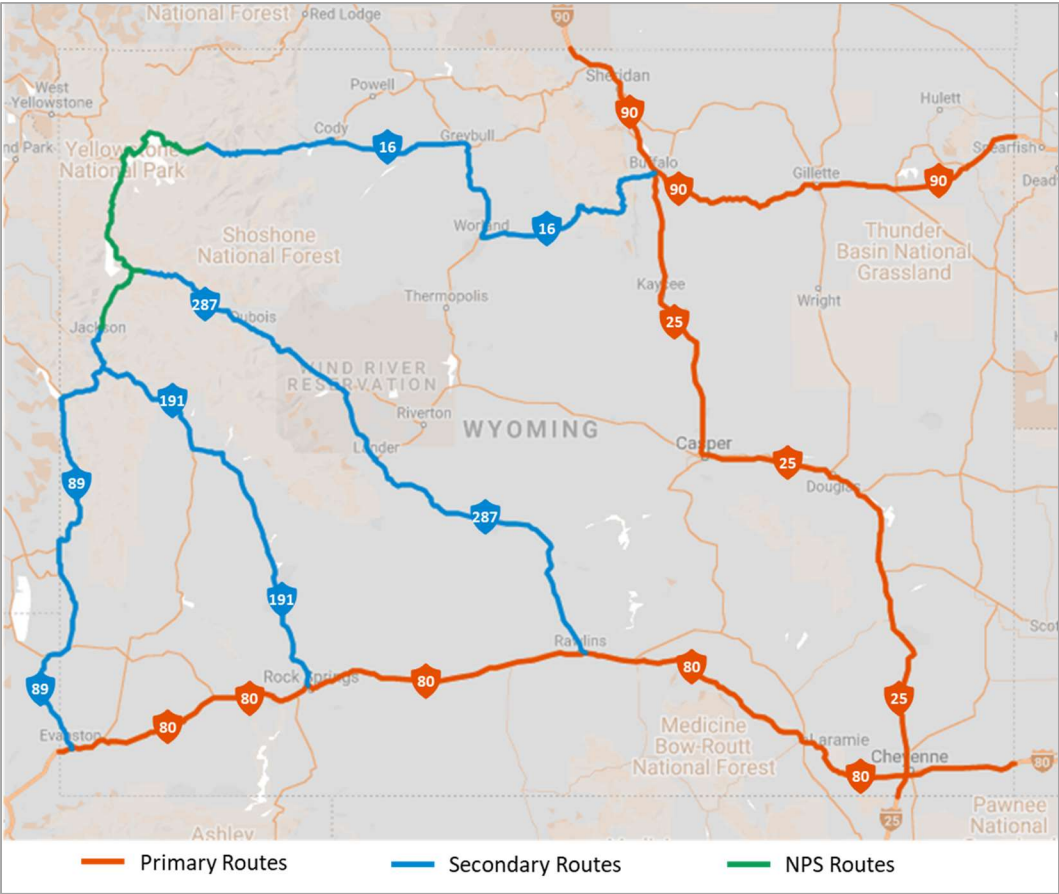 90
National Forest
Red Lodge
Sheridan
West
Yellowstone
Powell
Hulett
90
Cody
Greybull
nd Park
Yellowstone
National Park
16
Spearfish
Buffalo
90
Gillette
90
Dead
Worland
16
Shoshone
National Forest
Thunder
Basin National
Grassland
Kaycee
287
Thermopolis
Wright
Dubois
Jackson
25
WIND RIVER
RESERVATION
191
Riverton
WYOMING
Lander
Casper
25
89
Douglas
287
191
Scot
Rawlins
80
Rock Springs
80
89
80
25
80
Evanston
Medicine
Bow-Routt
National Forest
Laramie
Cheyenne
80
80
Pawnee
National
25
Ashley
Primary Routes
Secondary Routes
NPS Routes